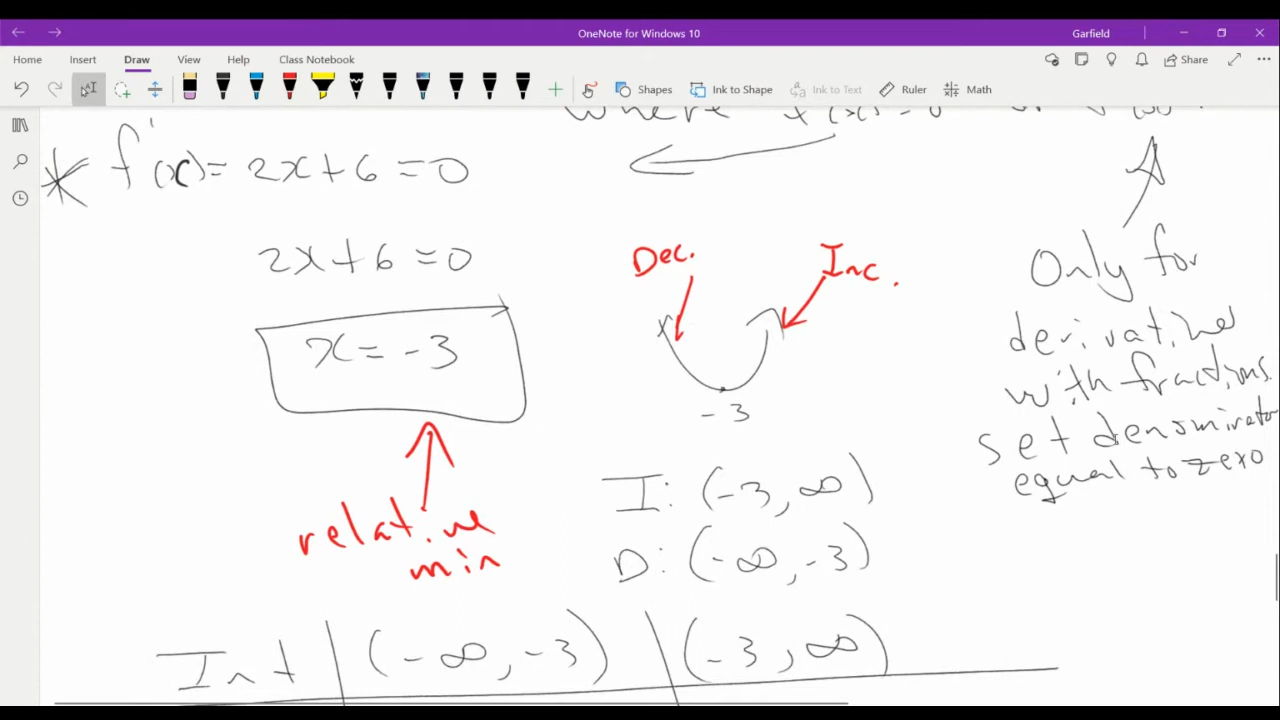 OneNote for Windows 10
Garfield
Home Insert Draw View Help Class Notebook
Share
Shapes Ink to Shape Ink to Text Ruler Math
where
* f'(x) = 2x + 6 = 0
2x + 6 = 0
x = -3
relative
min
Dec.
Inc.
-3
I: (-3, ∞)
D: (-∞, -3)
Only for
derivatives
with fractions.
set denominator
equal to zero
Int | (-∞, -3) | (-3, ∞)